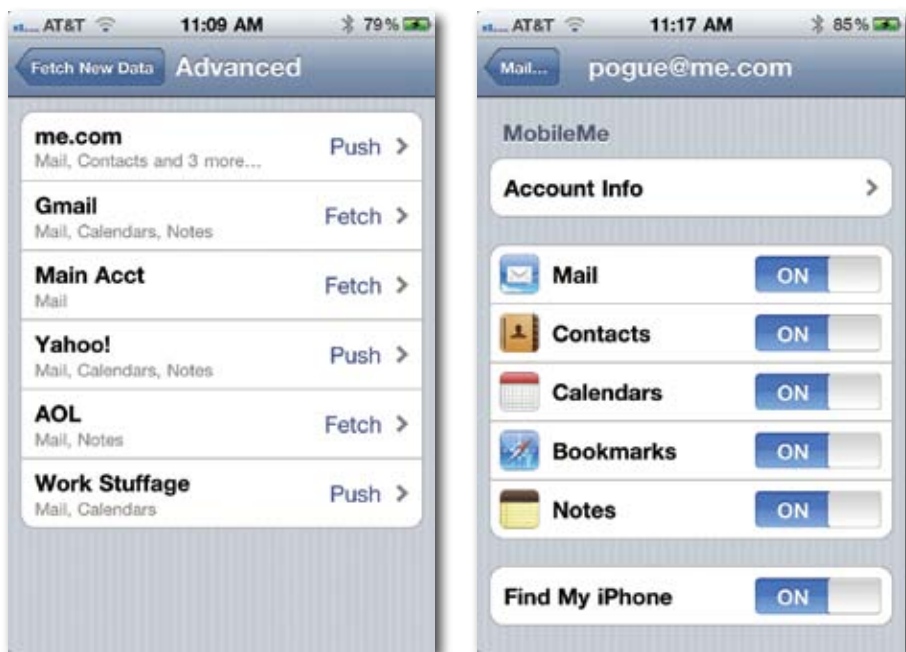 AT&T 11:09 AM 79%
Fetch New Data Advanced
me.com
Mail, Contacts and 3 more...
Push
Gmail
Mail, Calendars, Notes
Fetch
Main Acct
Mail
Fetch
Yahoo!
Mail, Calendars, Notes
Push
AOL
Mail, Notes
Fetch
Work Stuffage
Mail, Calendars
Push
AT&T 11:17 AM 85%
Mail... pogue@me.com
MobileMe
Account Info
Mail ON
Contacts ON
Calendars ON
Bookmarks ON
Notes ON
Find My iPhone ON